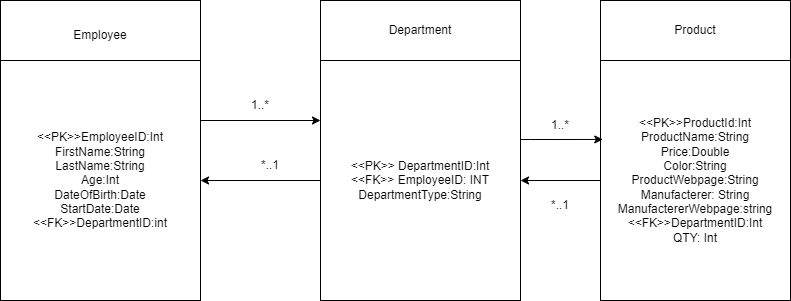 Employee
<<PK>>EmployeeID:Int
FirstName:String
LastName:String
Age:Int
DateOfBirth:Date
StartDate:Date
<<FK>>DepartmentID:int
1..*
*..1
Department
<<PK>> DepartmentID:Int
<<FK>> EmployeeID: INT
DepartmentType:String
1..*
*..1
Product
<<PK>>ProductId:Int
ProductName:String
Price:Double
Color:String
ProductWebpage:String
Manufacterer: String
ManufactererWebpage:string
<<FK>>DepartmentID:Int
QTY: Int